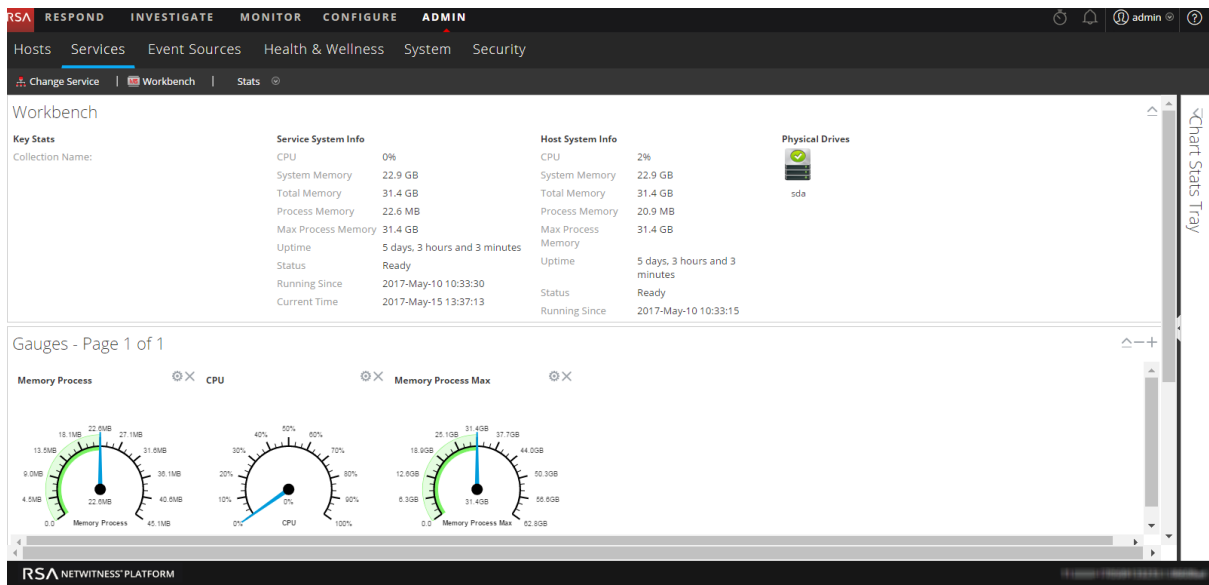 RSA RESPOND INVESTIGATE MONITOR CONFIGURE ADMIN admin ?
Hosts Services Event Sources Health & Wellness System Security
Change Service | Workbench | Stats
Workbench
Key Stats
Collection Name:
Service System Info
CPU 0%
System Memory 22.9 GB
Total Memory 31.4 GB
Process Memory 22.6 MB
Max Process Memory 31.4 GB
Uptime 5 days, 3 hours and 3 minutes
Status Ready
Running Since 2017-May-10 10:33:30
Current Time 2017-May-15 13:37:13
Host System Info
CPU 2%
System Memory 22.9 GB
Total Memory 31.4 GB
Process Memory 20.9 MB
Max Process
Memory 31.4 GB
Uptime 5 days, 3 hours and 3
minutes
Status Ready
Running Since 2017-May-10 10:33:15
Physical Drives
sda
Chart Stats Tray
Gauges - Page 1 of 1
Memory Process
0.0 4.5MB 9.0MB 13.5MB 18.1MB 22.6MB 27.1MB 31.6MB 36.1MB 40.6MB 45.1MB
22.6MB
Memory Process
CPU
0% 10% 20% 30% 40% 50% 60% 70% 80% 90% 100%
0%
CPU
Memory Process Max
0.0 6.3GB 12.6GB 18.9GB 25.1GB 31.4GB 37.7GB 44.0GB 50.3GB 56.6GB 62.8GB
31.4GB
Memory Process Max
RSA NETWITNESS® PLATFORM